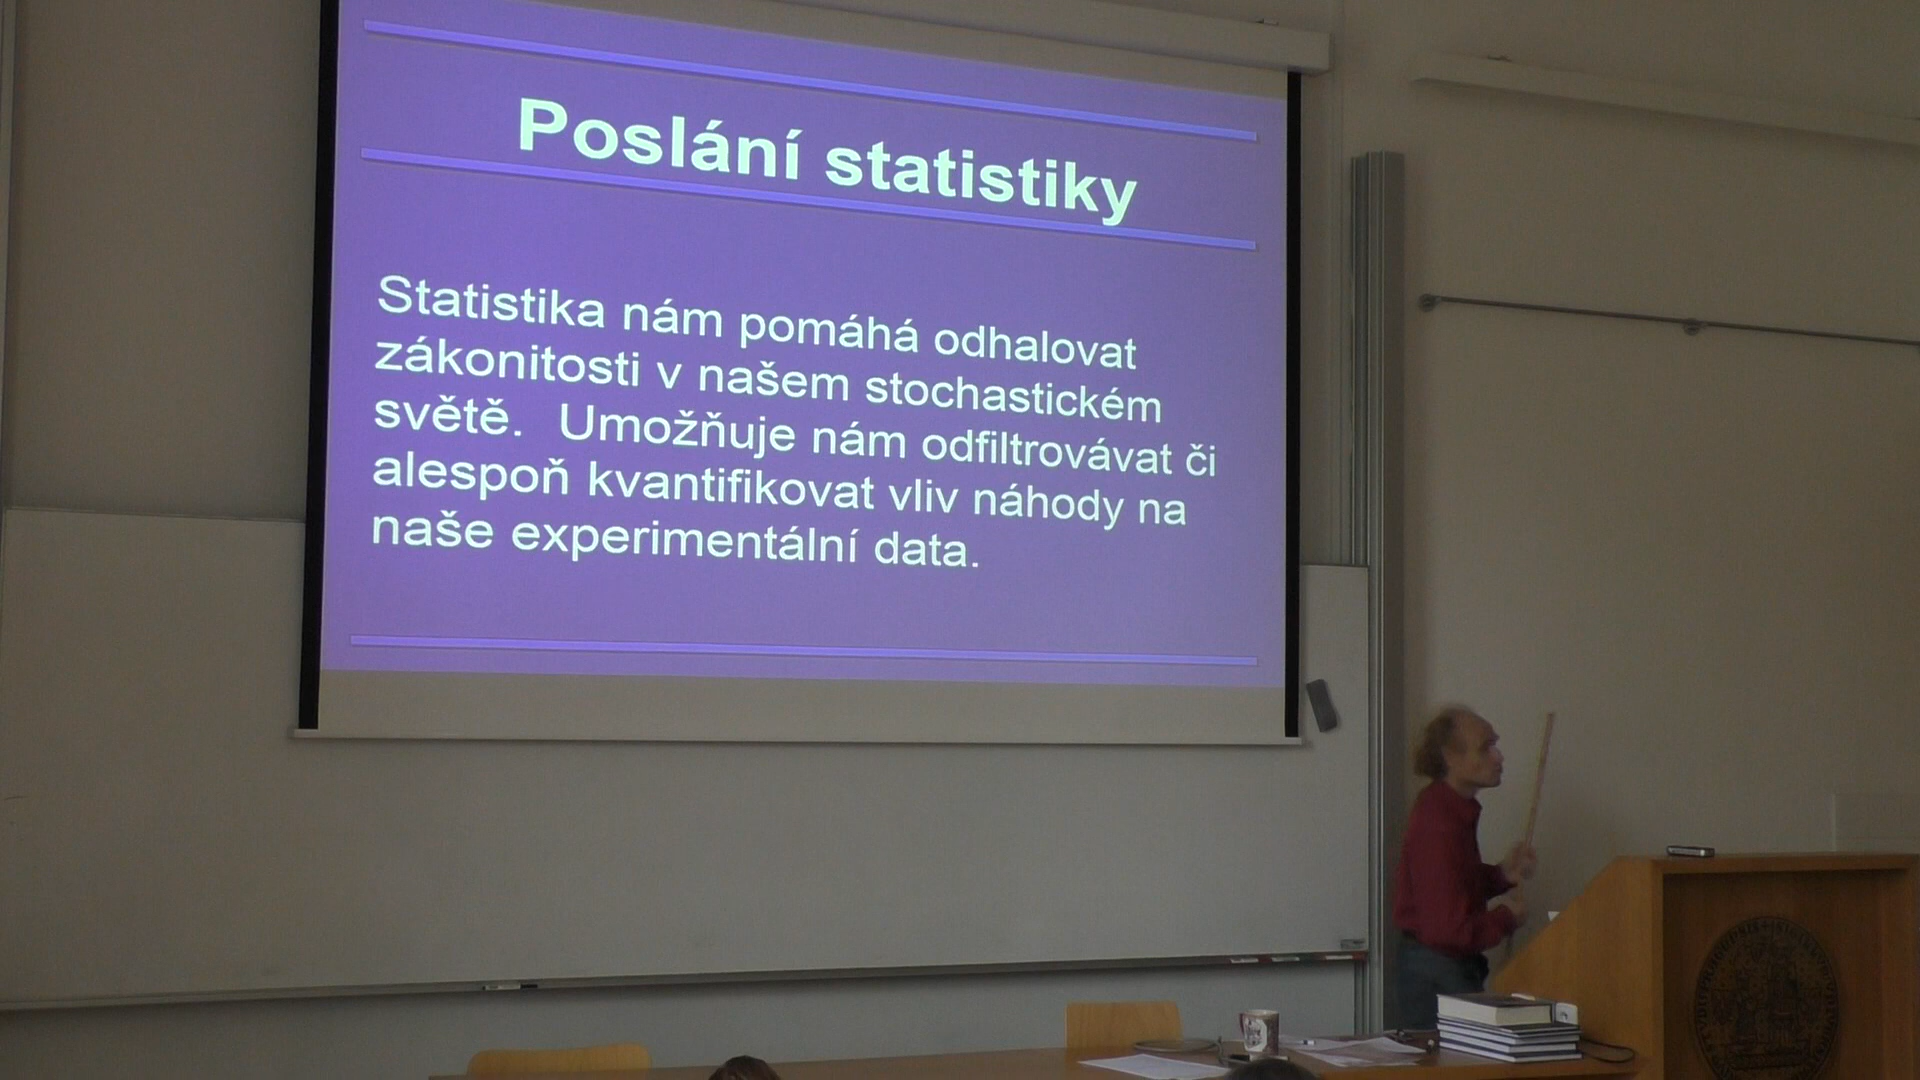 Poslání statistiky
Statistika nám pomáhá odhalovat
zákonitosti v našem stochastickém
světě. Umožňuje nám odfiltrovávat či
alespoň kvantifikovat vliv náhody na
naše experimentální data.